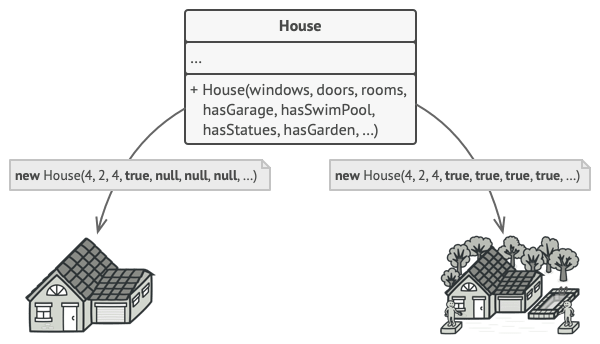 House
...
+ House(windows, doors, rooms,
hasGarage, hasSwimPool,
hasStatues, hasGarden, ...)
new House(4, 2, 4, true, null, null, null, ...)
new House(4, 2, 4, true, true, true, true, ...)